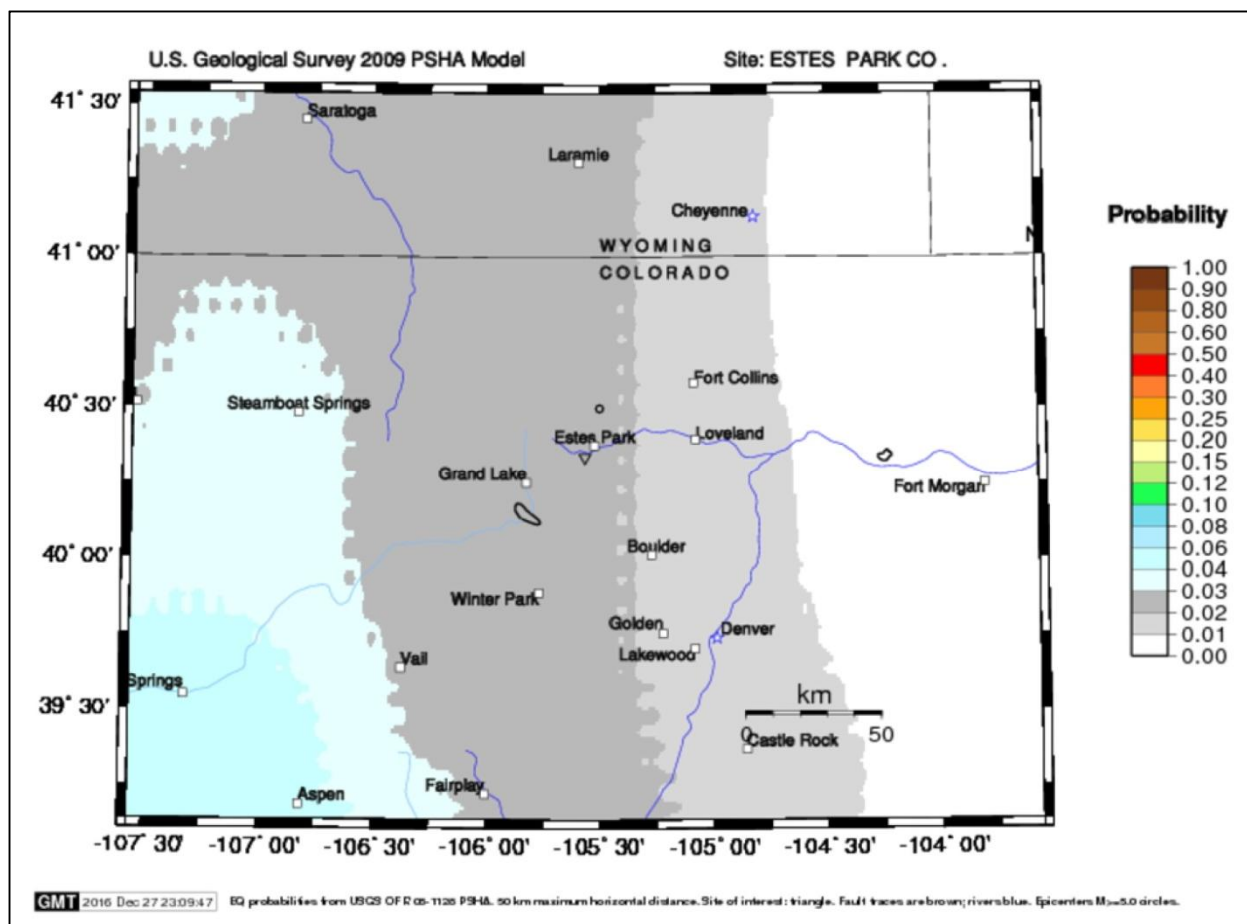 U.S. Geological Survey 2009 PSHA Model
Site: ESTES PARK CO .
41° 30'
41° 00'
40° 30'
40° 00'
39° 30'
Saratoga
Laramie
Cheyenne
WYOMING
COLORADO
N
Fort Collins
Steamboat Springs
Estes Park
Loveland
Grand Lake
Fort Morgan
Boulder
Winter Park
Golden
Denver
Lakewood
Vail
Springs
km
0
50
Castle Rock
Aspen
Fairplay
-107° 30'
-107° 00'
-106° 30'
-106° 00'
-105° 30'
-105° 00'
-104° 30'
-104° 00'
Probability
1.00
0.90
0.80
0.60
0.50
0.40
0.30
0.25
0.20
0.15
0.12
0.10
0.08
0.06
0.04
0.03
0.02
0.01
0.00
GMT 2016 Dec 27 23:09:47 EQ probabilities from USGS OFR 08-1128 PSHA. 50 km maximum horizontal distance. Site of interest: triangle. Fault traces are brown; rivers blue. Epicenters M>=5.0 circles.